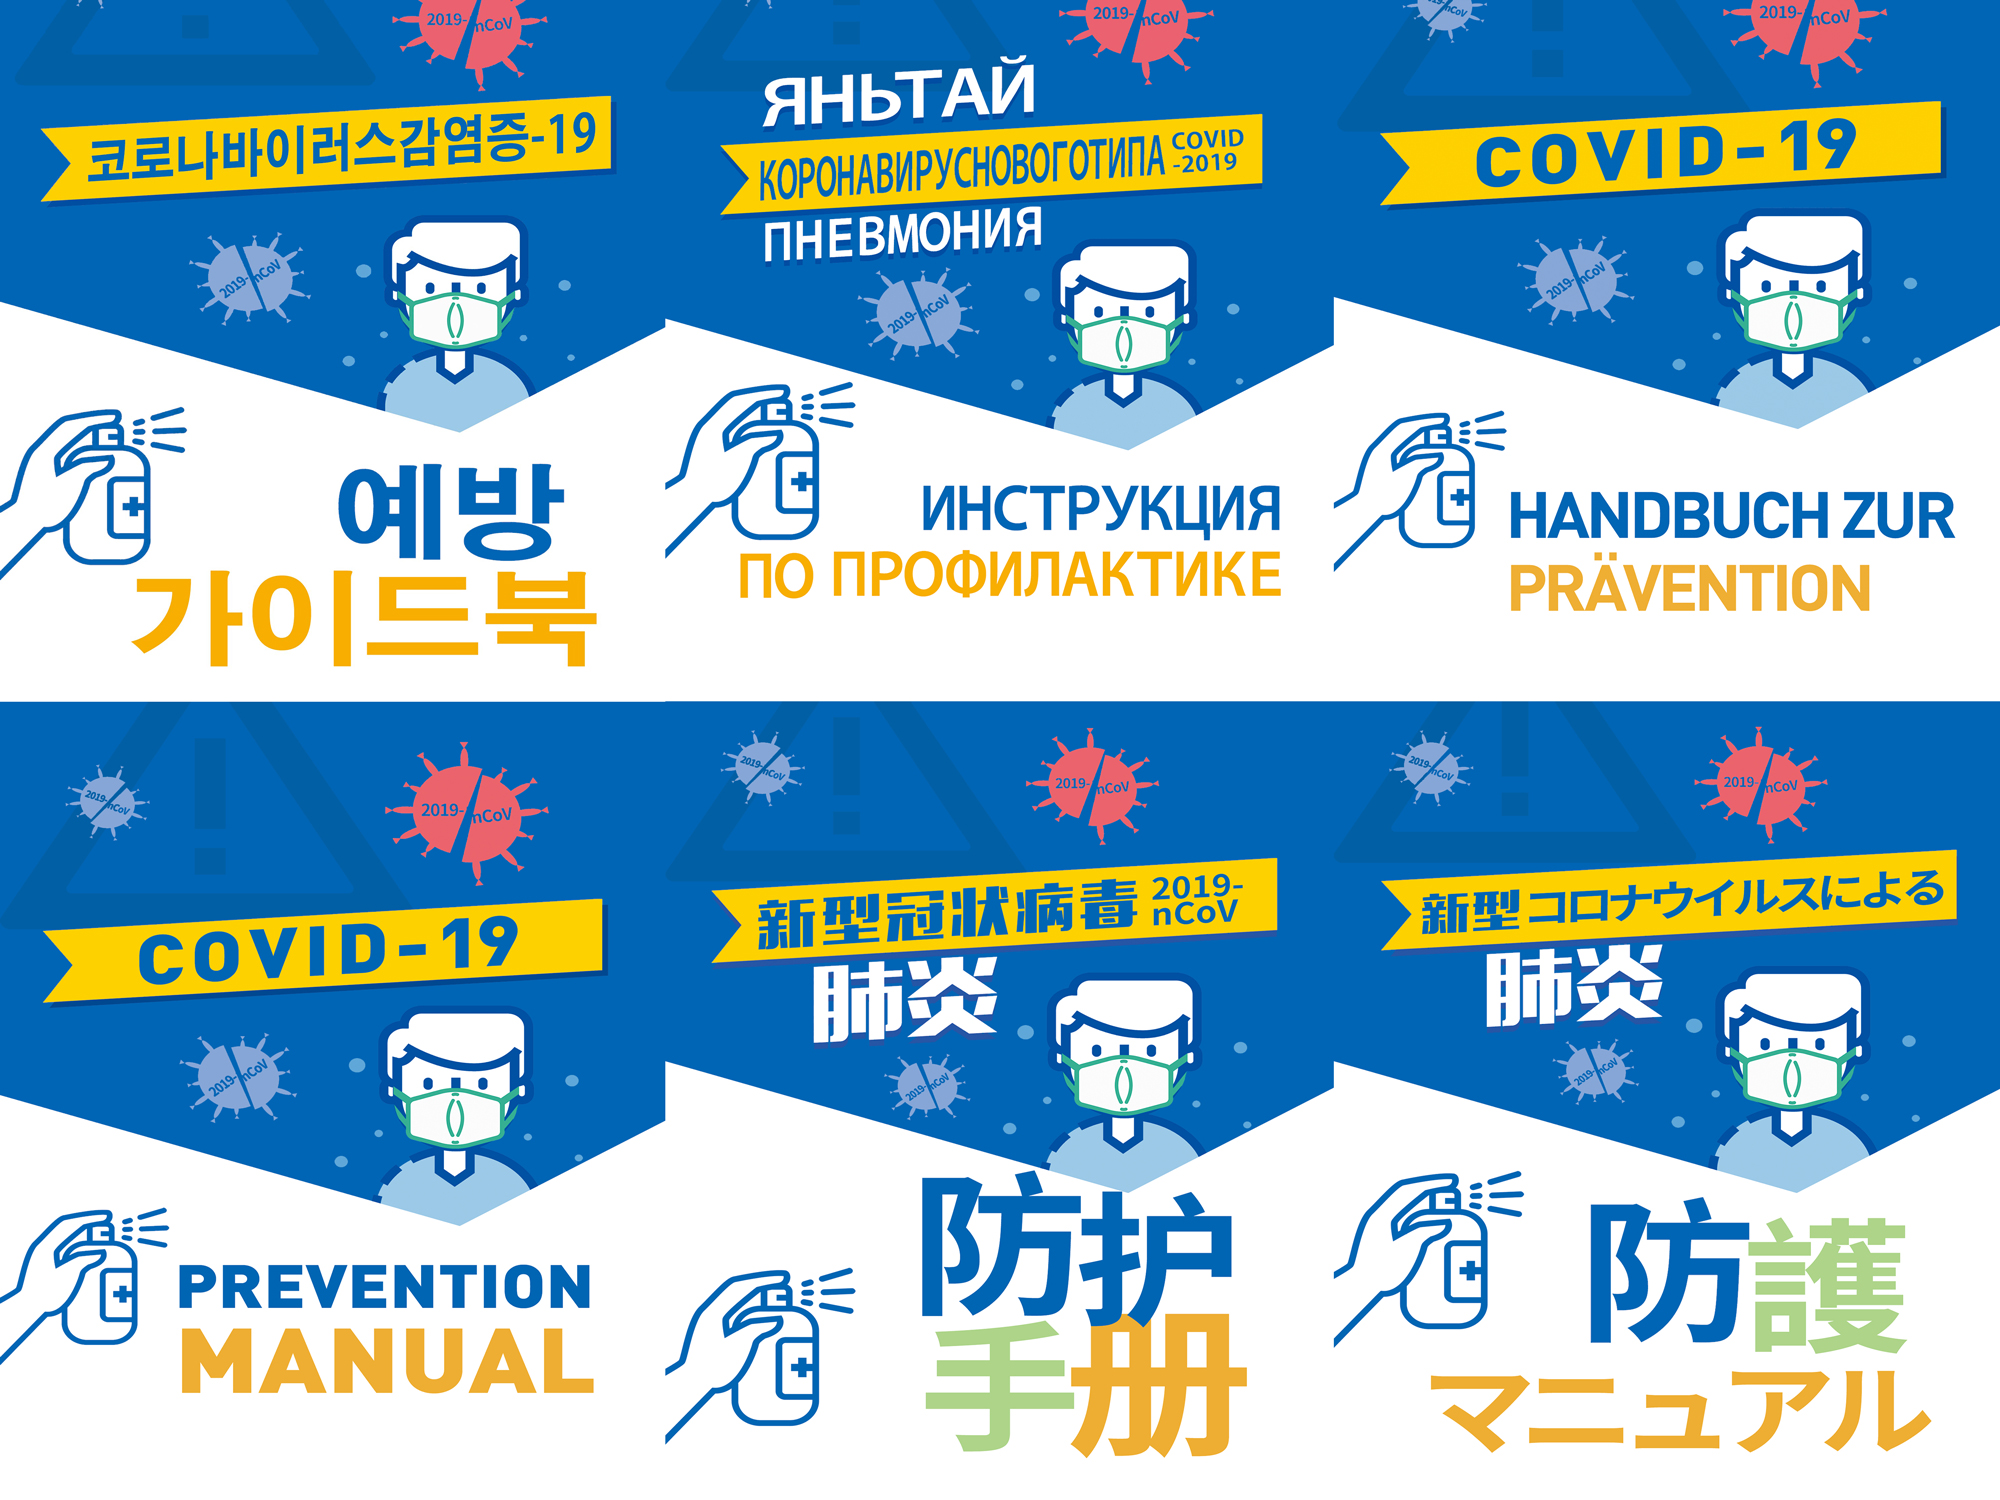 2019-nCoV
코로나바이러스감염증-19
2019-nCoV
예방
가이드북
2019-nCoV
ЯНЬТАЙ
КОРОНАВИРУСНОВОГОТИПА COVID
-2019
ПНЕВМОНИЯ
2019-nCoV
ИНСТРУКЦИЯ
ПО ПРОФИЛАКТИКЕ
2019-nCoV
2019-nCoV
COVID-19
2019-nCoV
HANDBUCH ZUR
PRÄVENTION
2019-nCoV
2019-nCoV
COVID-19
2019-nCoV
PREVENTION
MANUAL
2019-nCoV
2019-nCoV
新型冠状病毒 2019-
nCoV
肺炎
2019-nCoV
防护
手册
2019-nCoV
2019-nCoV
新型コロナウイルスによる
肺炎
2019-nCoV
防護
マニュアル